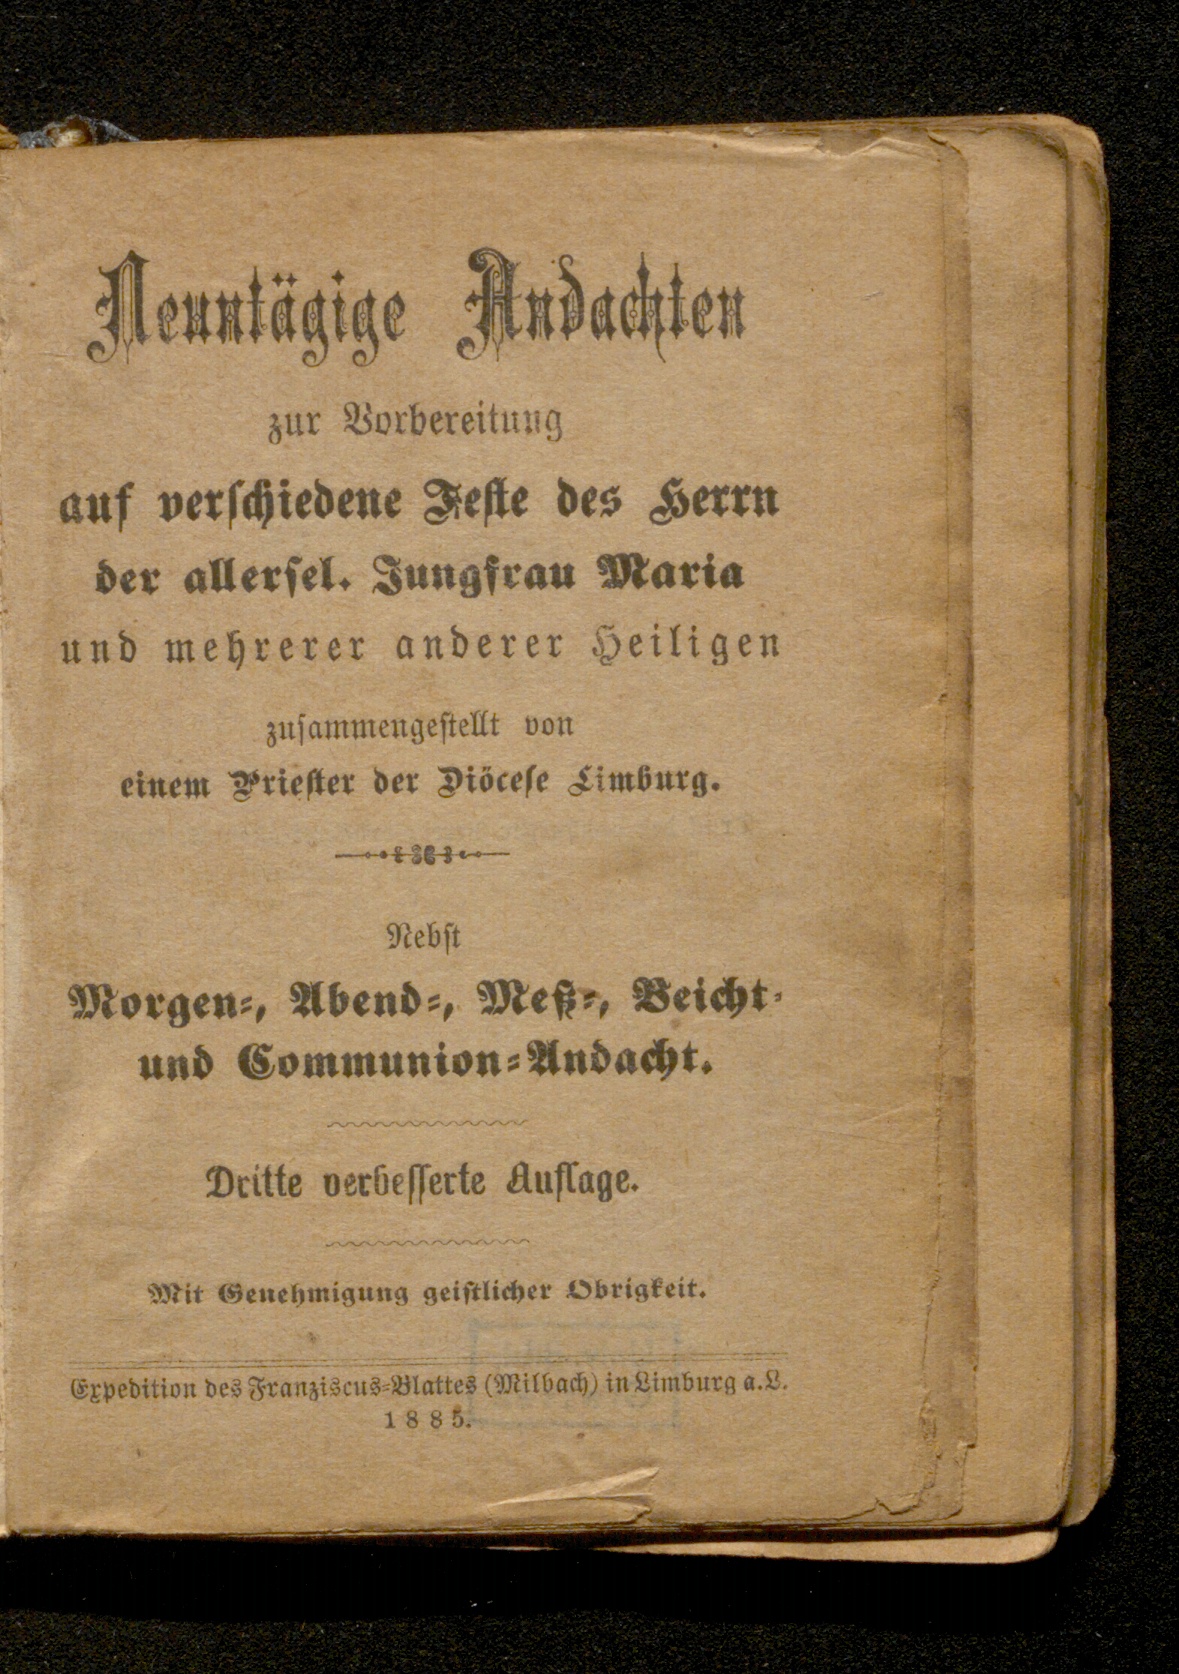 Neuntägige Andachten
zur Vorbereitung
auf verschiedene Feste des Herrn
der allersel. Jungfrau Maria
und mehrerer anderer Heiligen
zusammengestellt von
einem Priester der Diöcese Limburg.
Nebst
Morgen-, Abend-, Meß-, Beicht-
und Communion-Andacht.
Dritte verbesserte Auflage.
Mit Genehmigung geistlicher Obrigkeit.
Expedition des Franziscus-Blattes (Milbach) in Limburg a. L.
1885.